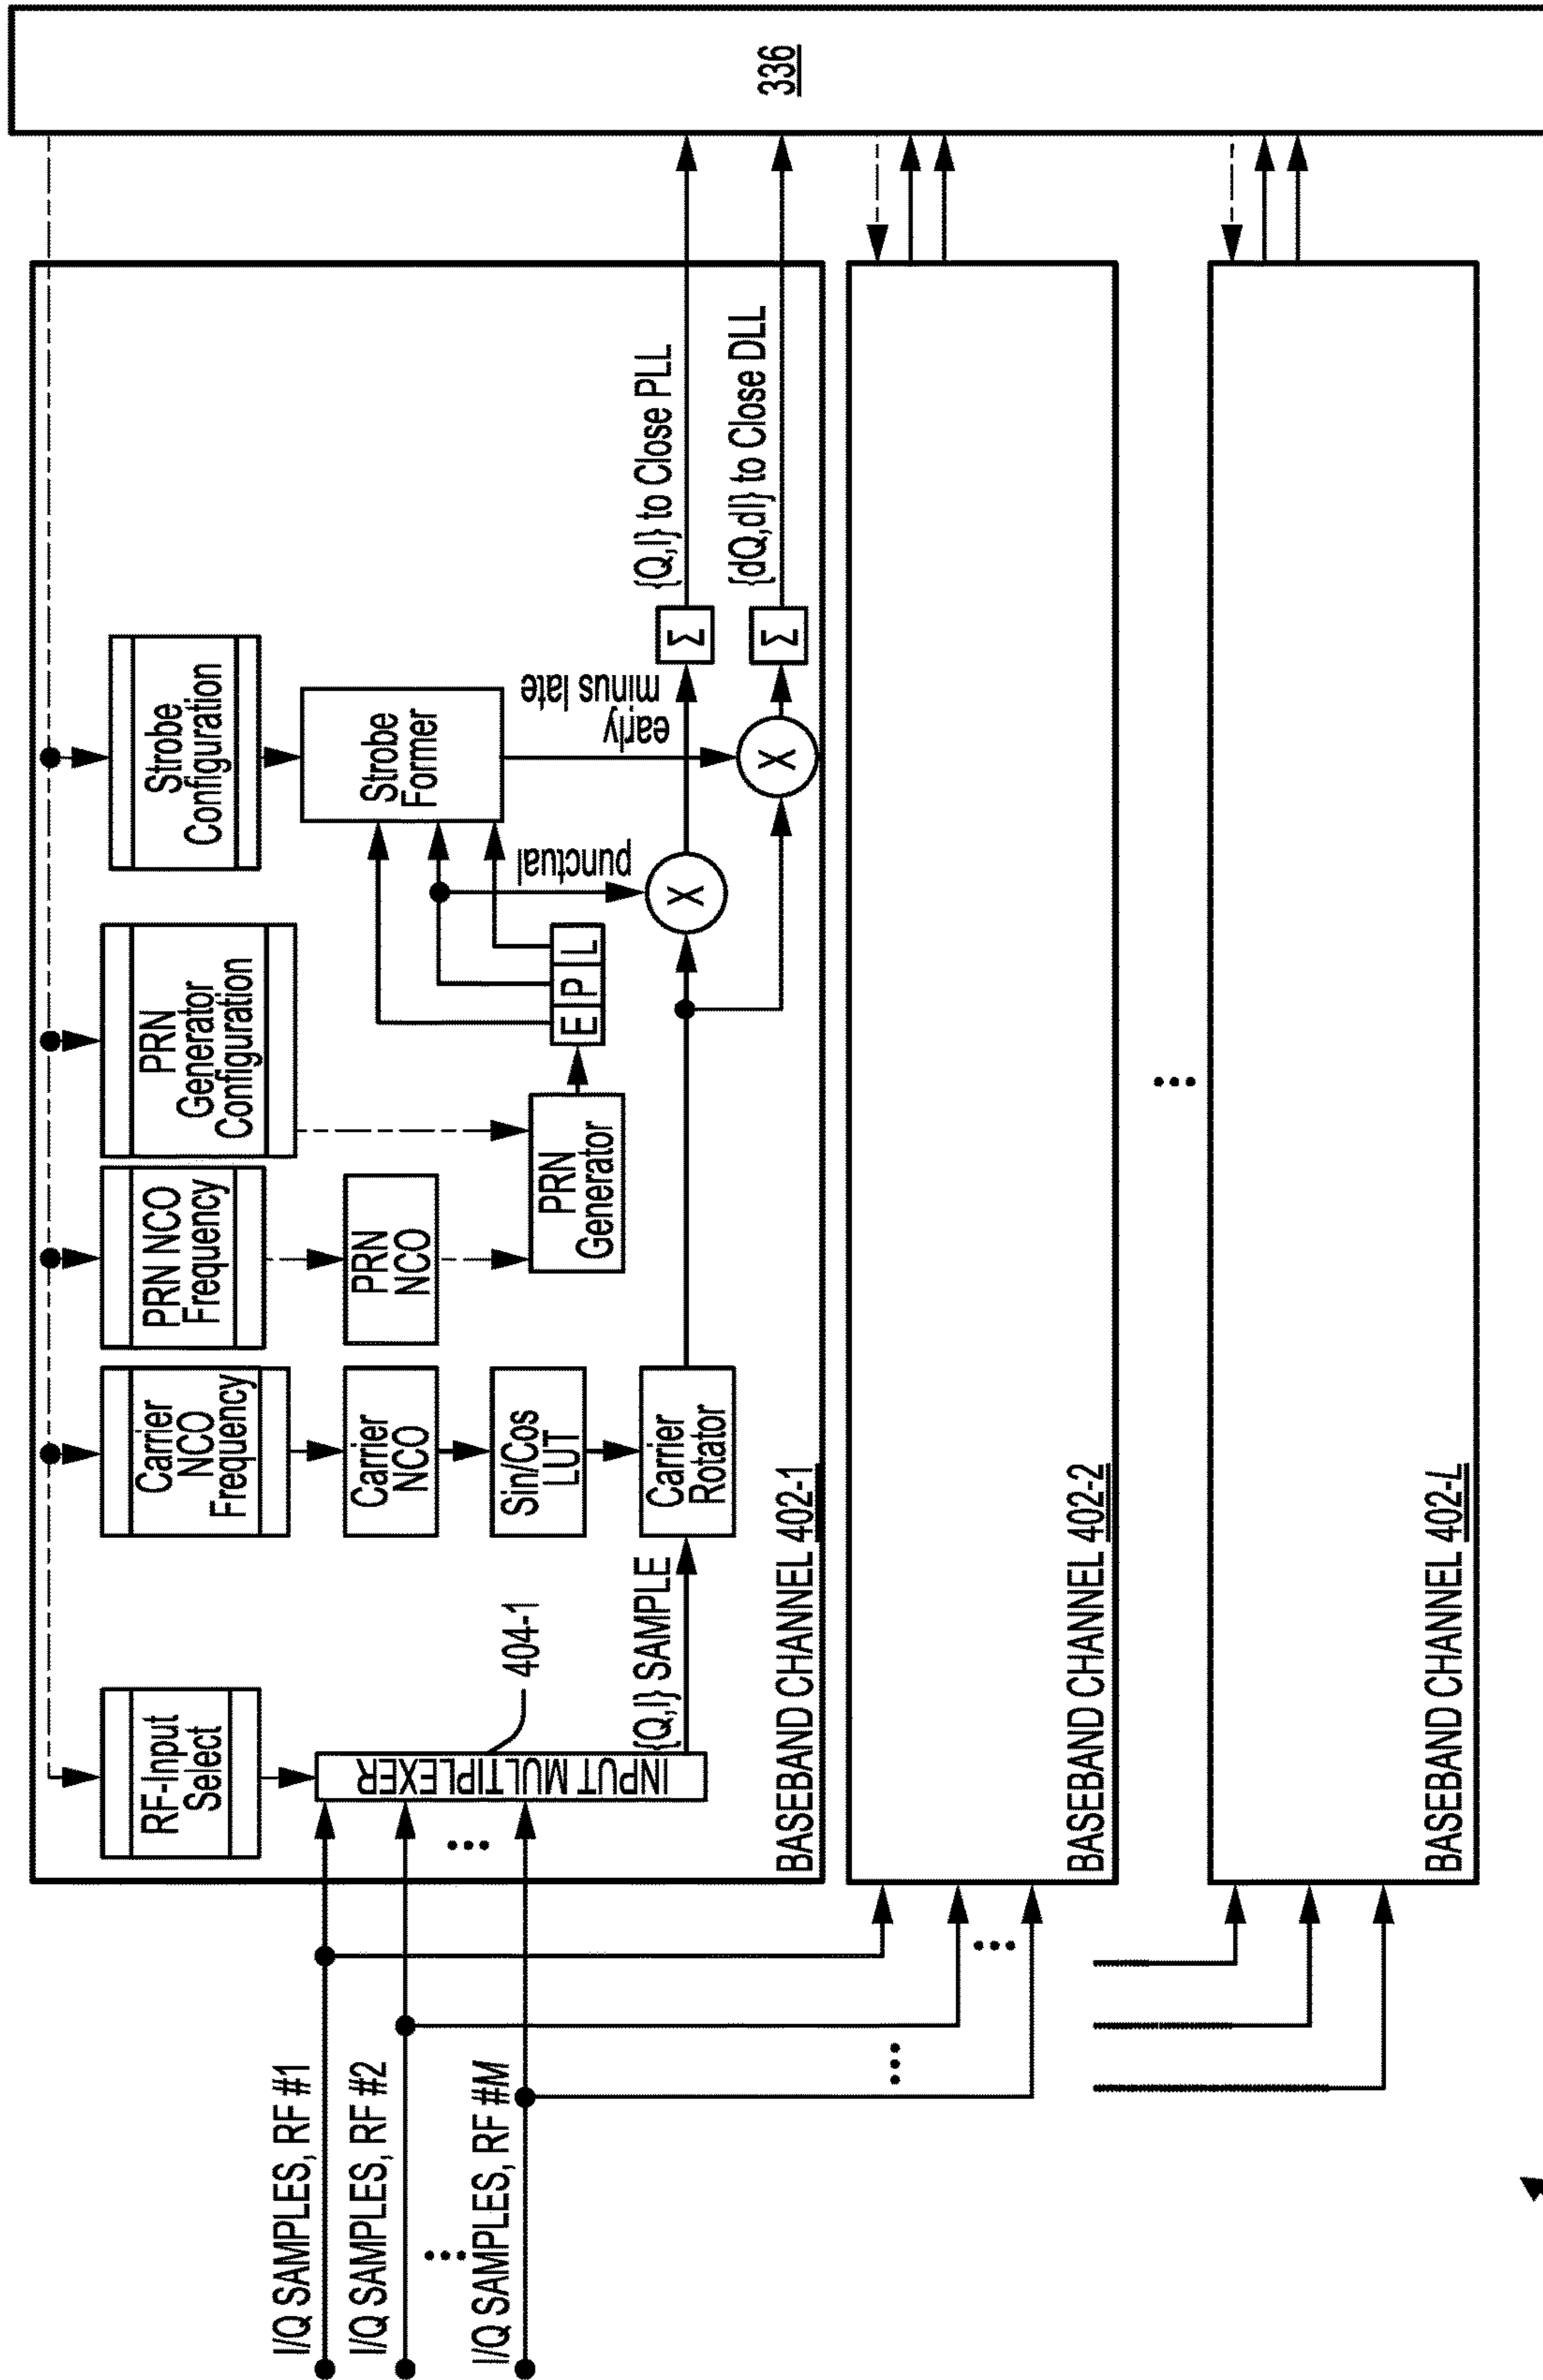 I/Q SAMPLES, RF #1
I/Q SAMPLES, RF #2
...
I/Q SAMPLES, RF #M
...
...
RF-Input
Select
INPUT MULTIPLEXER
...
404-1
{Q,I} SAMPLE
Carrier
NCO
Frequency
Carrier
NCO
Sin/Cos
LUT
Carrier
Rotator
PRN NCO
Frequency
PRN
NCO
PRN
Generator
Configuration
PRN
Generator
E P L
Strobe
Configuration
Strobe
Former
punctual
early
minus late
X
X
Σ
Σ
{Q,I} to Close PLL
{dQ,dI} to Close DLL
BASEBAND CHANNEL 402-1
BASEBAND CHANNEL 402-2
...
BASEBAND CHANNEL 402-L
336